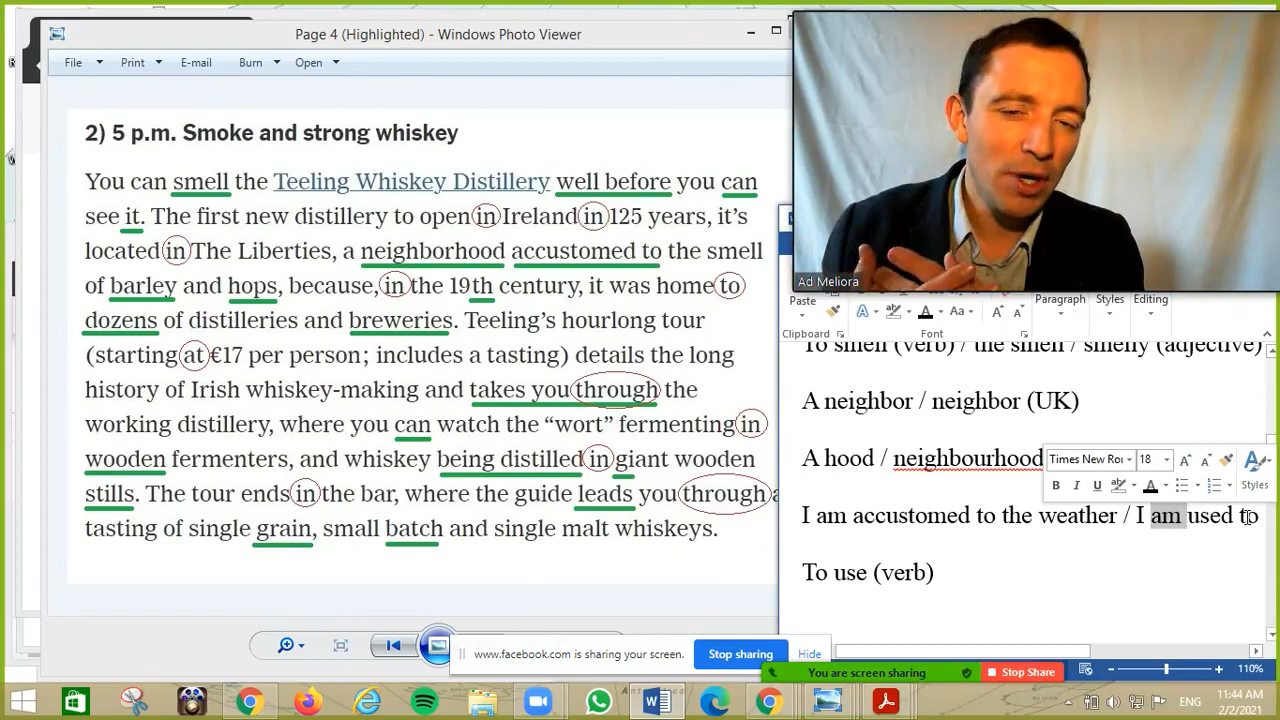 Page 4 (Highlighted) - Windows Photo Viewer
File Print E-mail Burn Open
2) 5 p.m. Smoke and strong whiskey
You can smell the Teeling Whiskey Distillery well before you can
see it. The first new distillery to open in Ireland in 125 years, it's
located in The Liberties, a neighborhood accustomed to the smell
of barley and hops, because, in the 19th century, it was home to
dozens of distilleries and breweries. Teeling's hourlong tour
(starting at €17 per person; includes a tasting) details the long
history of Irish whiskey-making and takes you through the
working distillery, where you can watch the “wort” fermenting in
wooden fermenters, and whiskey being distilled in giant wooden
stills. The tour ends in the bar, where the guide leads you through a
tasting of single grain, small batch and single malt whiskeys.
Ad Meliora
Paste Paragraph Styles Editing
Clipboard Font
To smell (verb) / the smell / smelly (adjective)
A neighbor / neighbor (UK)
A hood / neighbourhood
Times New Ro 18
Styles
I am accustomed to the weather / I am used to
To use (verb)
www.facebook.com is sharing your screen. Stop sharing Hide
You are screen sharing Stop Share
110%
ENG
11:44 AM
2/2/2021